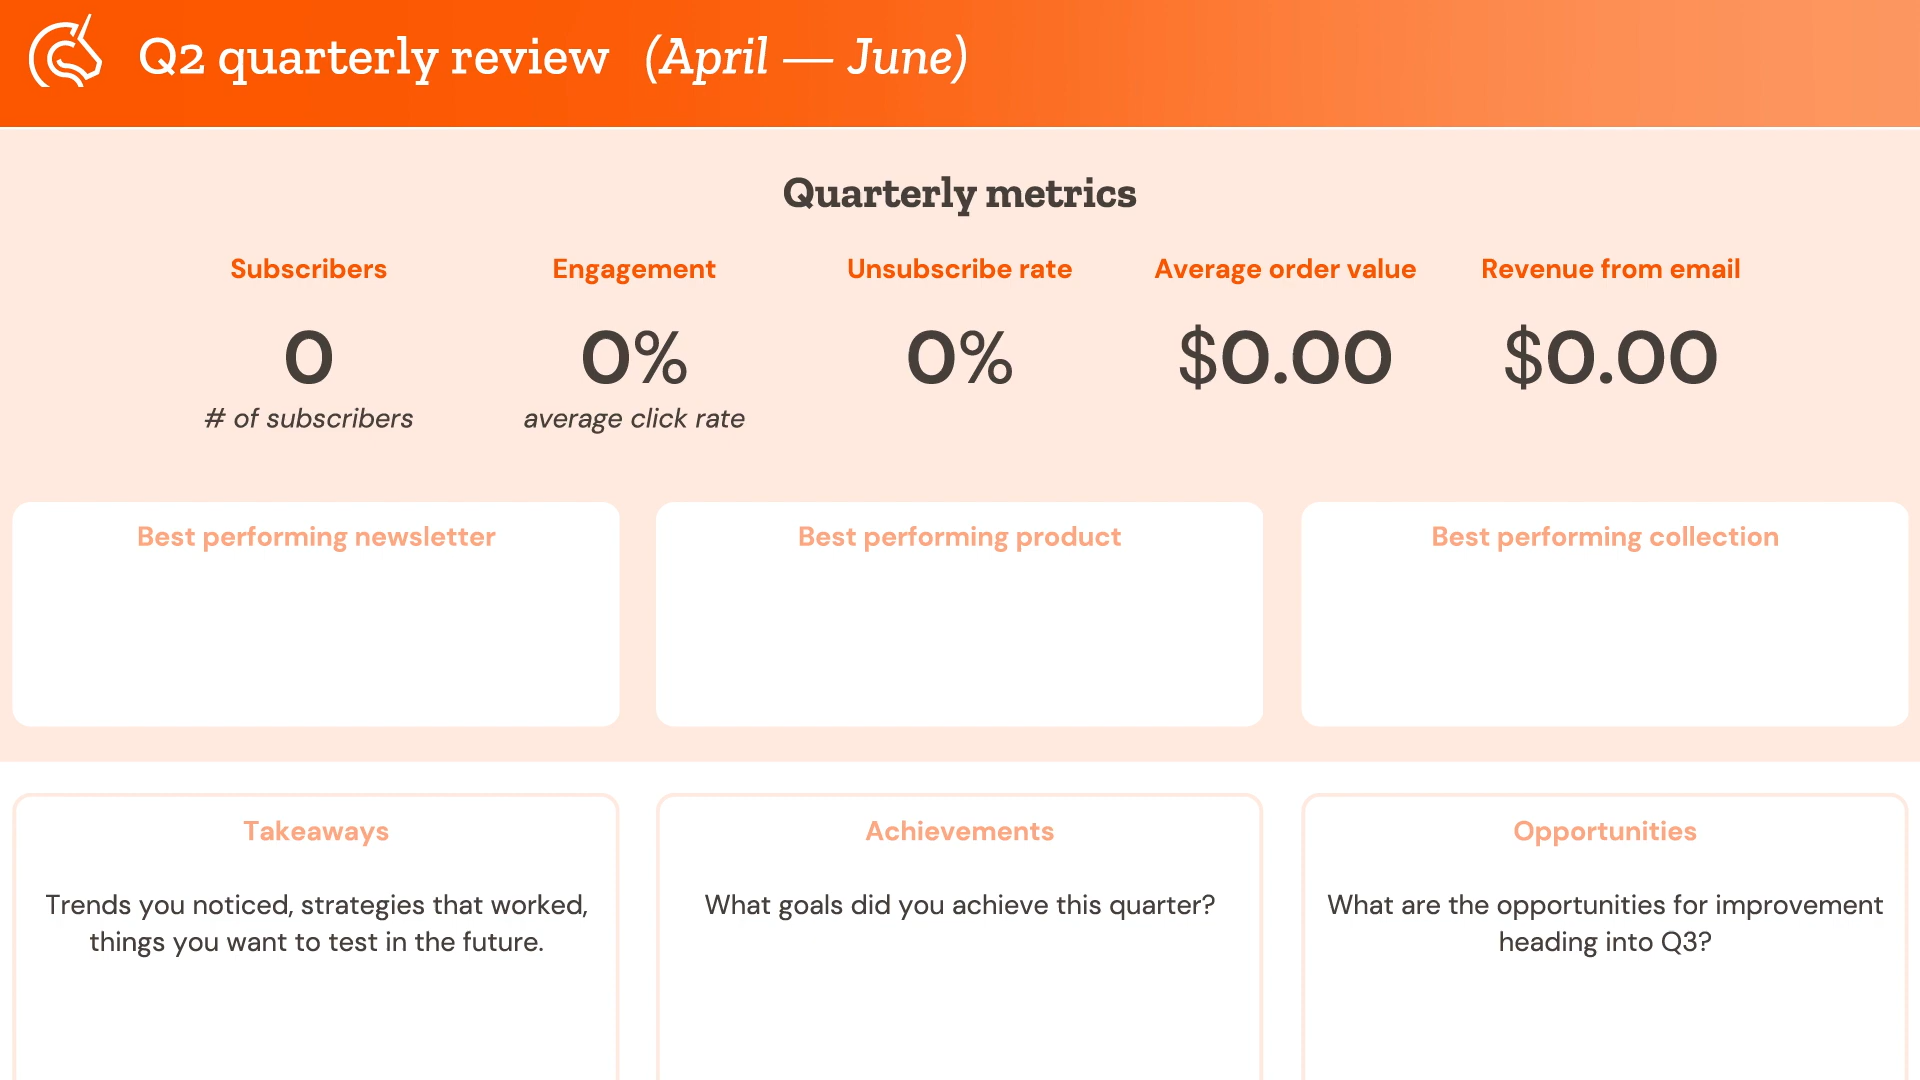 Q2 quarterly review (April — June)
Quarterly metrics
Subscribers
0
# of subscribers
Engagement
0%
average click rate
Unsubscribe rate
0%
Average order value
$0.00
Revenue from email
$0.00
Best performing newsletter
Best performing product
Best performing collection
Takeaways
Trends you noticed, strategies that worked,
things you want to test in the future.
Achievements
What goals did you achieve this quarter?
Opportunities
What are the opportunities for improvement
heading into Q3?